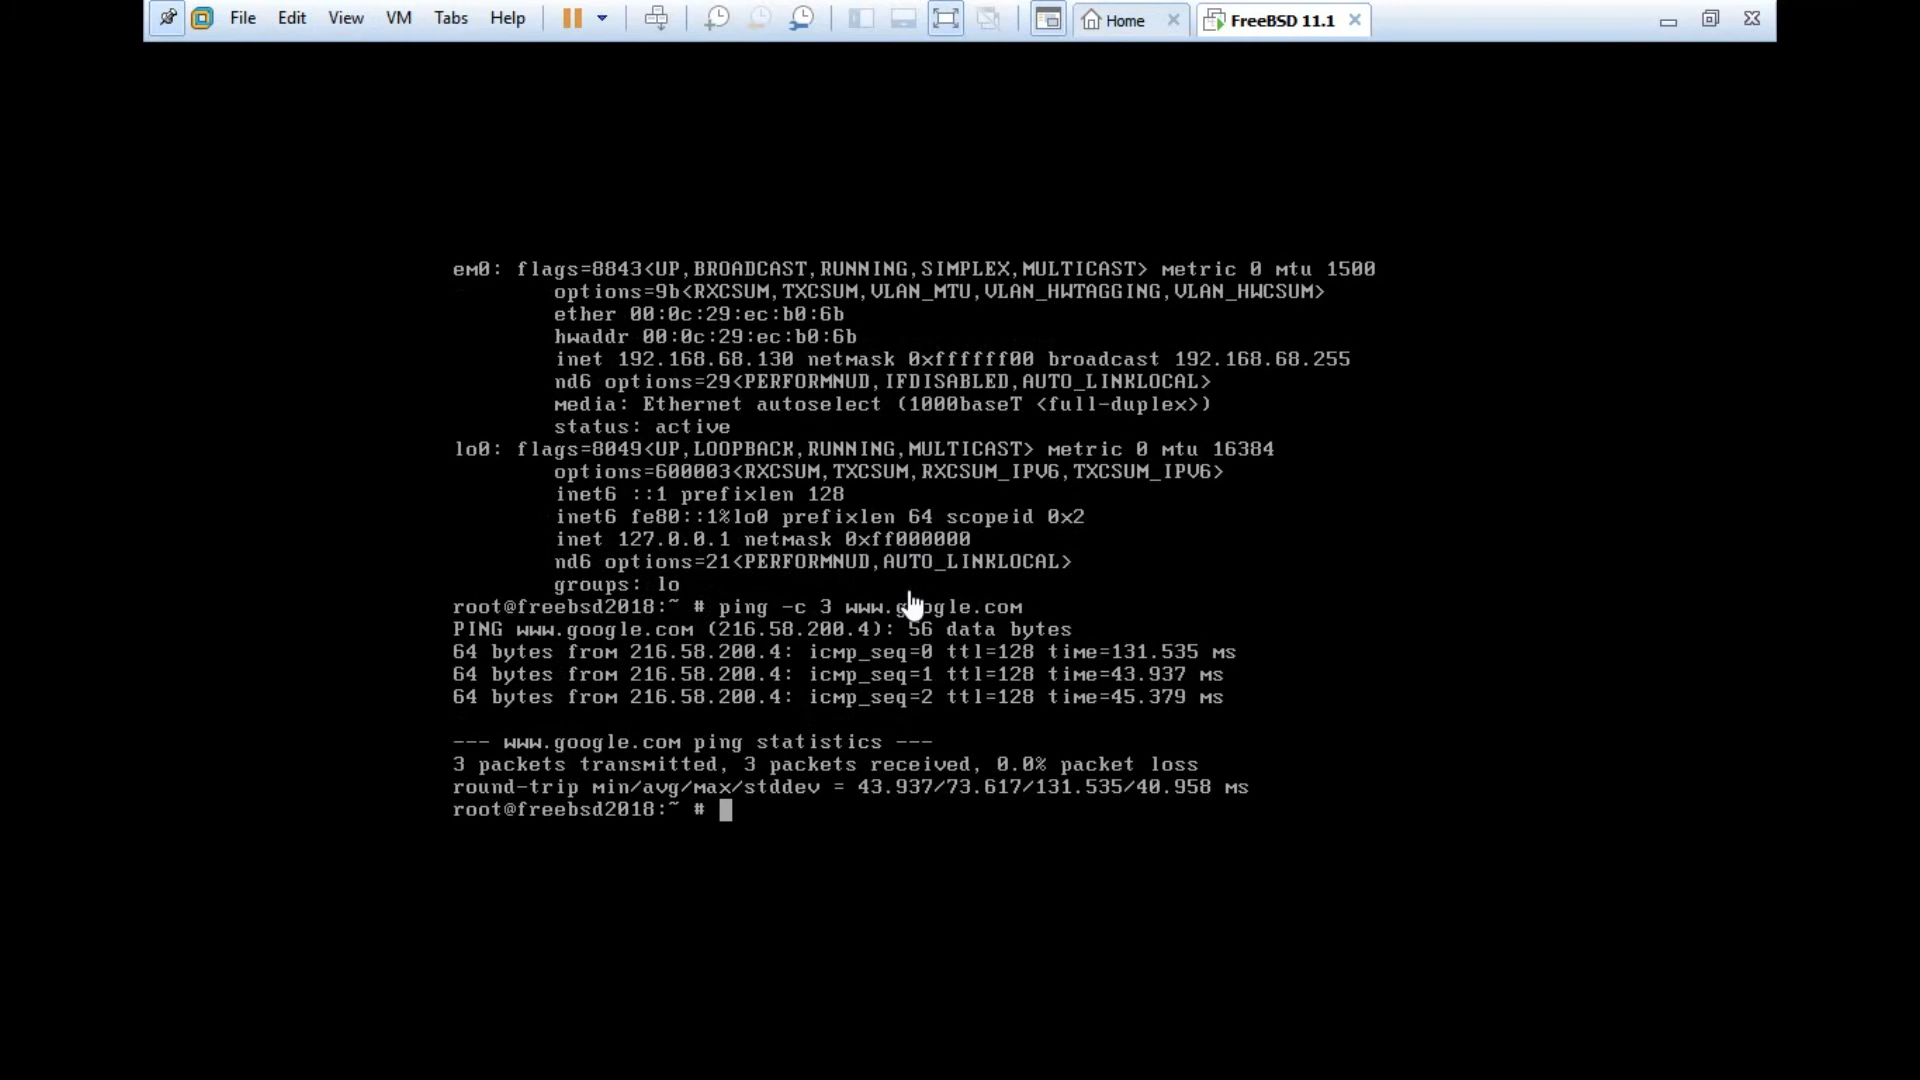 File Edit View VM Tabs Help Home FreeBSD 11.1
em0: flags=8843<UP,BROADCAST,RUNNING,SIMPLEX,MULTICAST> metric 0 mtu 1500
options=9b<RXCSUM,TXCSUM,VLAN_MTU,VLAN_HWTAGGING,VLAN_HWCSUM>
ether 00:0c:29:ec:b0:6b
hwaddr 00:0c:29:ec:b0:6b
inet 192.168.68.130 netmask 0xffffff00 broadcast 192.168.68.255
nd6 options=29<PERFORMNUD,IFDISABLED,AUTO_LINKLOCAL>
media: Ethernet autoselect (1000baseT <full-duplex>)
status: active
lo0: flags=8049<UP,LOOPBACK,RUNNING,MULTICAST> metric 0 mtu 16384
options=600003<RXCSUM,TXCSUM,RXCSUM_IPV6,TXCSUM_IPV6>
inet6 ::1 prefixlen 128
inet6 fe80::1%lo0 prefixlen 64 scopeid 0x2
inet 127.0.0.1 netmask 0xff000000
nd6 options=21<PERFORMNUD,AUTO_LINKLOCAL>
groups: lo
root@freebsd2018:~ # ping -c 3 www.google.com
PING www.google.com (216.58.200.4): 56 data bytes
64 bytes from 216.58.200.4: icmp_seq=0 ttl=128 time=131.535 ms
64 bytes from 216.58.200.4: icmp_seq=1 ttl=128 time=43.937 ms
64 bytes from 216.58.200.4: icmp_seq=2 ttl=128 time=45.379 ms
--- www.google.com ping statistics ---
3 packets transmitted, 3 packets received, 0.0% packet loss
round-trip min/avg/max/stddev = 43.937/73.617/131.535/40.958 ms
root@freebsd2018:~ #